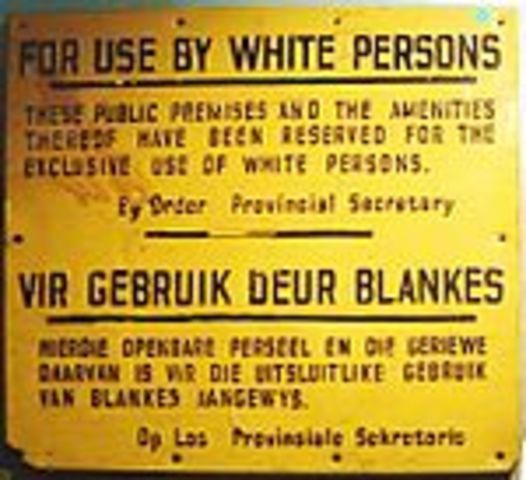 FOR USE BY WHITE PERSONS
THESE PUBLIC PREMISES AND THE AMENITIES
THEREOF HAVE BEEN RESERVED FOR THE
EXCLUSIVE USE OF WHITE PERSONS.
By Order Provincial Secretary
VIR GEBRUIK DEUR BLANKES
HIERDIE OPENBARE PERSEEL EN DIE GERIEWE
DAARVAN IS VIR DIE UITSLUITLIKE GEBRUIK
VAN BLANKES AANGEWYS.
Op Las Provinsiale Sekretaris